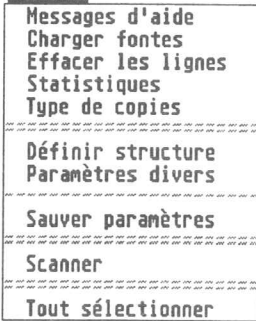 Messages d'aide
Charger fontes
Effacer les lignes
Statistiques
Type de copies
Définir structure
Paramètres divers
Sauver paramètres
Scanner
Tout sélectionner